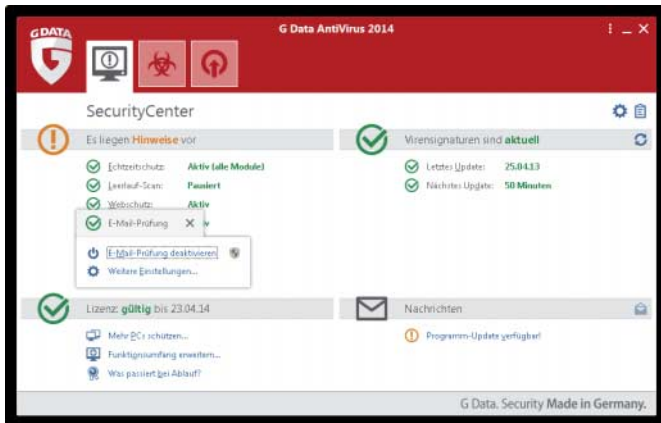 G Data AntiVirus 2014
GDATA
SecurityCenter
Es liegen Hinweise vor
Echtzeitschutz: Aktiv (alle Module)
Leerlauf-Scan: Pausiert
Webschutz: Aktiv
E-Mail-Prüfung
E-Mail-Prüfung deaktivieren
Weitere Einstellungen...
Virensignaturen sind aktuell
Letztes Update: 25.04.13
Nächstes Update: 50 Minuten
Lizenz: gültig bis 23.04.14
Mehr PCs schützen...
Funktionsumfang erweitern...
Was passiert bei Ablauf?
Nachrichten
Programm-Update verfügbar!
G Data. Security Made in Germany.